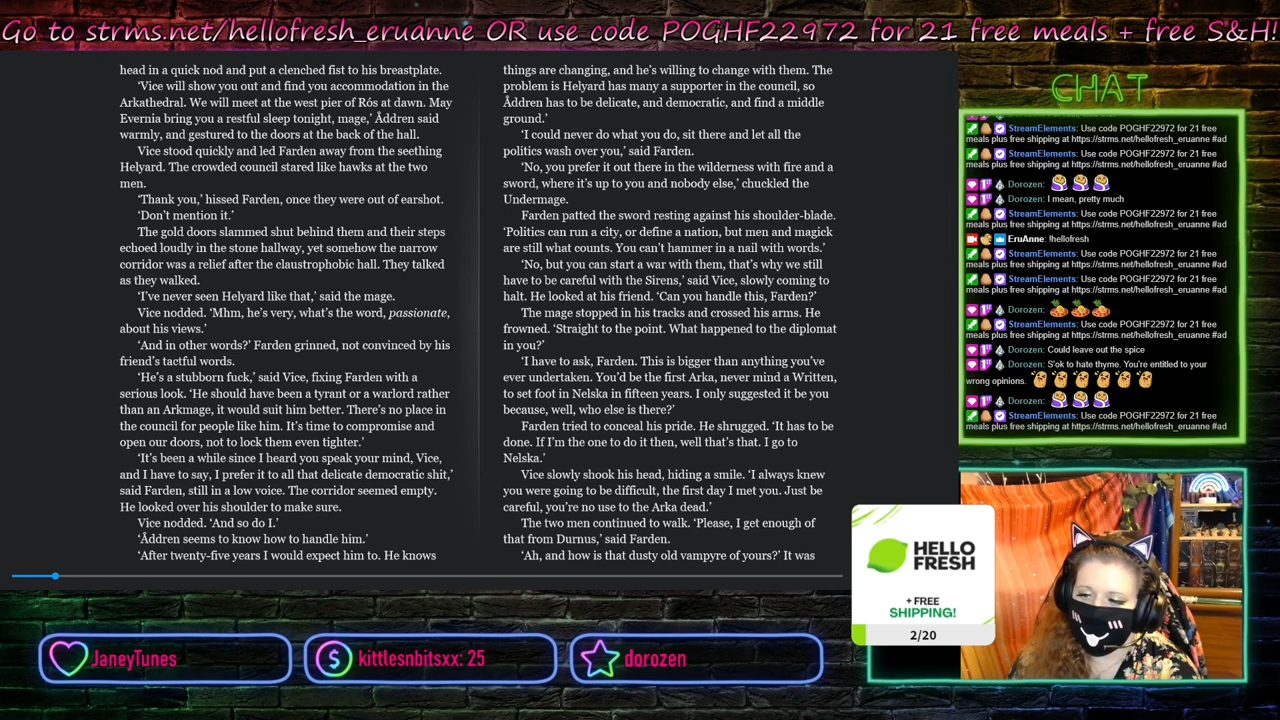 Go to strms.net/hellofresh_eruanne OR use code POGHF22972 for 21 free meals + free S&H!
head in a quick nod and put a clenched fist to his breastplate.
‘Vice will show you out and find you accommodation in the
Arkathedral. We will meet at the west pier of Rós at dawn. May
Evernia bring you a restful sleep tonight, mage,’ Åddren said
warmly, and gestured to the doors at the back of the hall.
Vice stood quickly and led Farden away from the seething
Helyard. The crowded council stared like hawks at the two
men.
‘Thank you,’ hissed Farden, once they were out of earshot.
‘Don’t mention it.’
The gold doors slammed shut behind them and their steps
echoed loudly in the stone hallway, yet somehow the narrow
corridor was a relief after the claustrophobic hall. They talked
as they walked.
‘I’ve never seen Helyard like that,’ said the mage.
Vice nodded. ‘Mhm, he’s very, what’s the word, passionate,
about his views.’
‘And in other words?’ Farden grinned, not convinced by his
friend’s tactful words.
‘He’s a stubborn fuck,’ said Vice, fixing Farden with a
serious look. ‘He should have been a tyrant or a warlord rather
than an Arkmage, it would suit him better. There’s no place in
the council for people like him. It’s time to compromise and
open our doors, not to lock them even tighter.’
‘It’s been a while since I heard you speak your mind, Vice,
and I have to say, I prefer it to all that delicate democratic shit,’
said Farden, still in a low voice. The corridor seemed empty.
He looked over his shoulder to make sure.
Vice nodded. ‘And so do I.’
‘Åddren seems to know how to handle him.’
‘After twenty-five years I would expect him to. He knows
things are changing, and he’s willing to change with them. The
problem is Helyard has many a supporter in the council, so
Åddren has to be delicate, and democratic, and find a middle
ground.’
‘I could never do what you do, sit there and let all the
politics wash over you,’ said Farden.
‘No, you prefer it out there in the wilderness with fire and a
sword, where it’s up to you and nobody else,’ chuckled the
Undermage.
Farden patted the sword resting against his shoulder-blade.
‘Politics can run a city, or define a nation, but men and magick
are still what counts. You can’t hammer in a nail with words.’
‘No, but you can start a war with them, that’s why we still
have to be careful with the Sirens,’ said Vice, slowly coming to
halt. He looked at his friend. ‘Can you handle this, Farden?’
The mage stopped in his tracks and crossed his arms. He
frowned. ‘Straight to the point. What happened to the diplomat
in you?’
‘I have to ask, Farden. This is bigger than anything you’ve
ever undertaken. You’d be the first Arka, never mind a Written,
to set foot in Nelska in fifteen years. I only suggested it be you
because, well, who else is there?’
Farden tried to conceal his pride. He shrugged. ‘It has to be
done. If I’m the one to do it then, well that’s that. I go to
Nelska.’
Vice slowly shook his head, hiding a smile. ‘I always knew
you were going to be difficult, the first day I met you. Just be
careful, you’re no use to the Arka dead.’
The two men continued to walk. ‘Please, I get enough of
that from Durnus,’ said Farden.
‘Ah, and how is that dusty old vampyre of yours?’ It was
CHAT
StreamElements: Use code POGHF22972 for 21 free
meals plus free shipping at https://strms.net/hellofresh_eruanne #ad
StreamElements: Use code POGHF22972 for 21 free
meals plus free shipping at https://strms.net/hellofresh_eruanne #ad
Dorozen:
Dorozen: I mean, pretty much
StreamElements: Use code POGHF22972 for 21 free
meals plus free shipping at https://strms.net/hellofresh_eruanne #ad
EruAnne: !hellofresh
StreamElements: Use code POGHF22972 for 21 free
meals plus free shipping at https://strms.net/hellofresh_eruanne #ad
StreamElements: Use code POGHF22972 for 21 free
meals plus free shipping at https://strms.net/hellofresh_eruanne #ad
Dorozen:
StreamElements: Use code POGHF22972 for 21 free
meals plus free shipping at https://strms.net/hellofresh_eruanne #ad
Dorozen: Could leave out the spice
Dorozen: S'ok to hate thyme. You're entitled to your
wrong opinions.
Dorozen:
StreamElements: Use code POGHF22972 for 21 free
meals plus free shipping at https://strms.net/hellofresh_eruanne #ad
HELLO
FRESH
+ FREE
SHIPPING!
2/20
JaneyTunes
kittlesnbitsxx: 25
dorozen